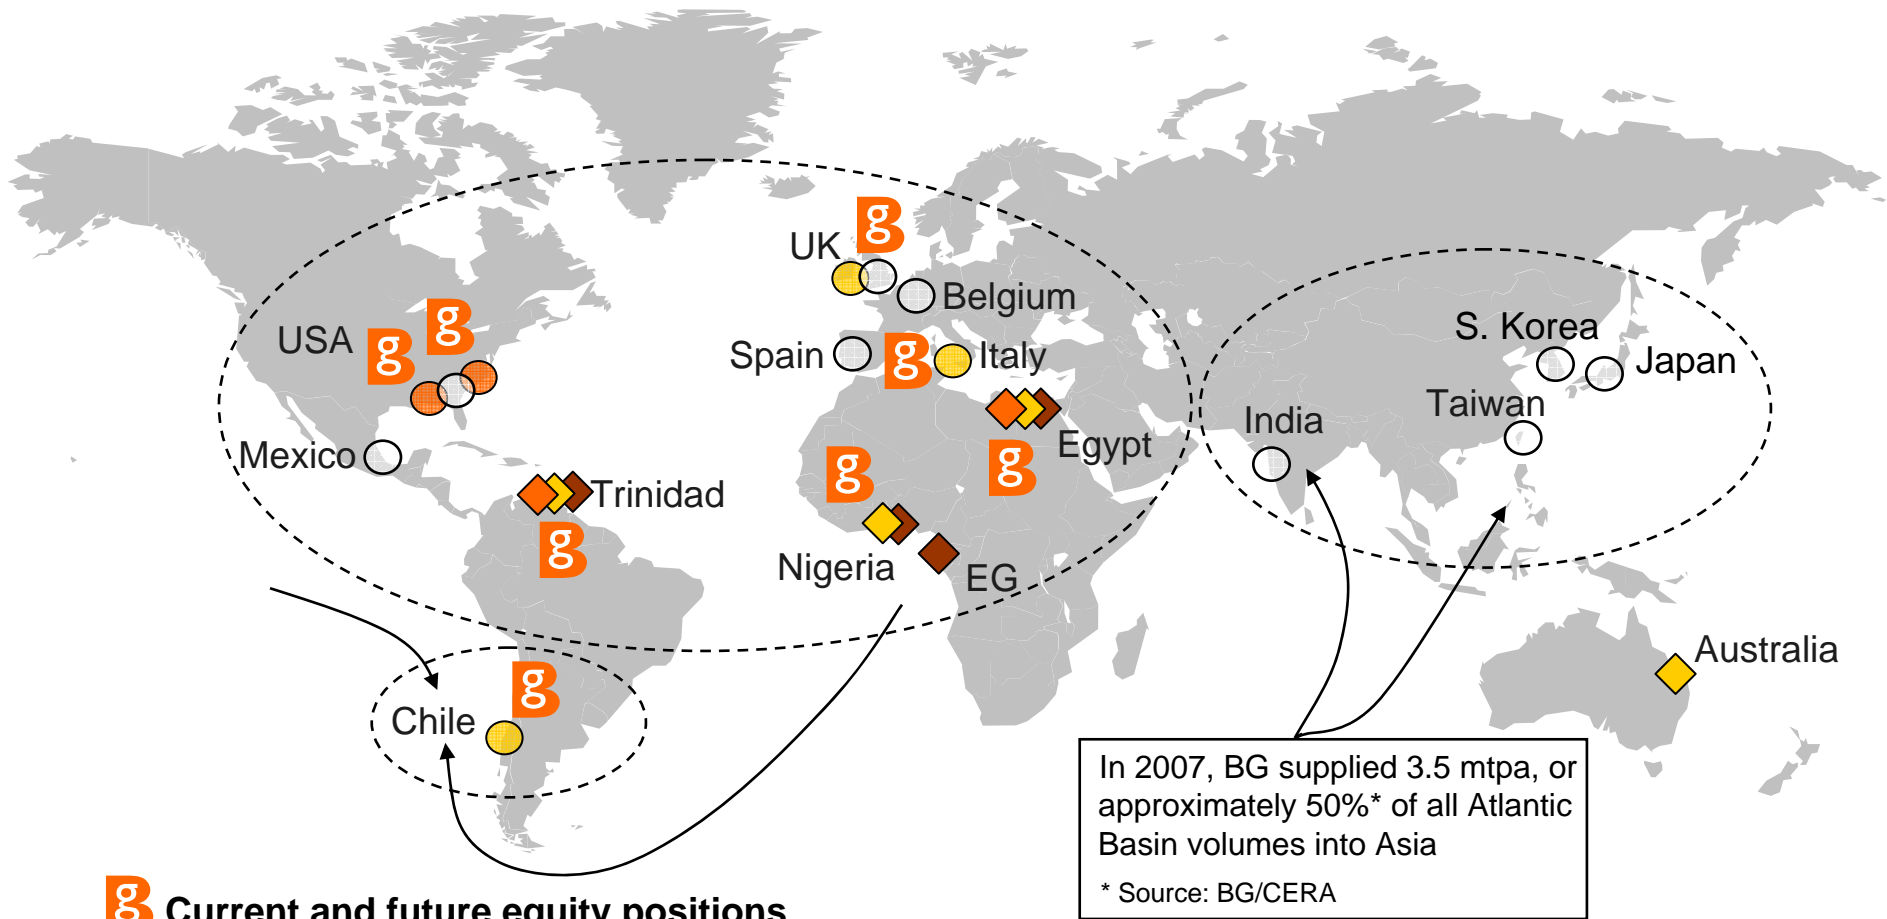 UK
g
Belgium
g
g
USA
Spain
g
Italy
S. Korea
Japan
Taiwan
India
Mexico
Egypt
g
g
Trinidad
g
Nigeria
EG
Australia
g
Chile
In 2007, BG supplied 3.5 mtpa, or
approximately 50%* of all Atlantic
Basin volumes into Asia
* Source: BG/CERA
g Current and future equity positions